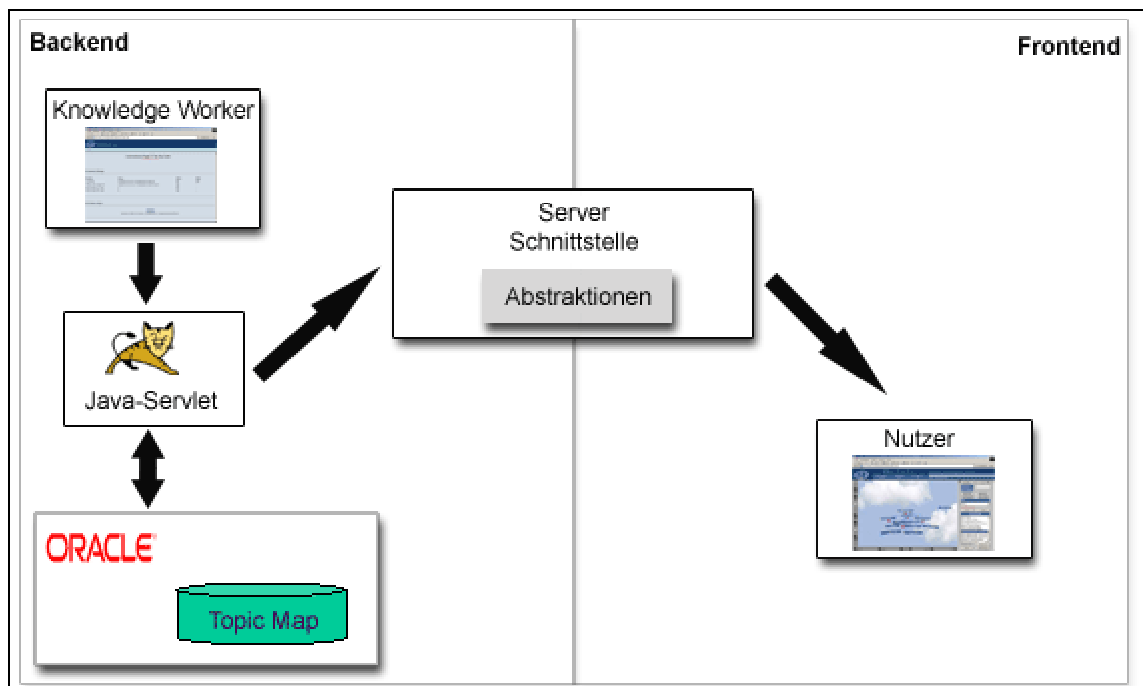 Backend
Frontend
Knowledge Worker
Server
Schnittstelle
Abstraktionen
Java-Servlet
Nutzer
ORACLE
Topic Map